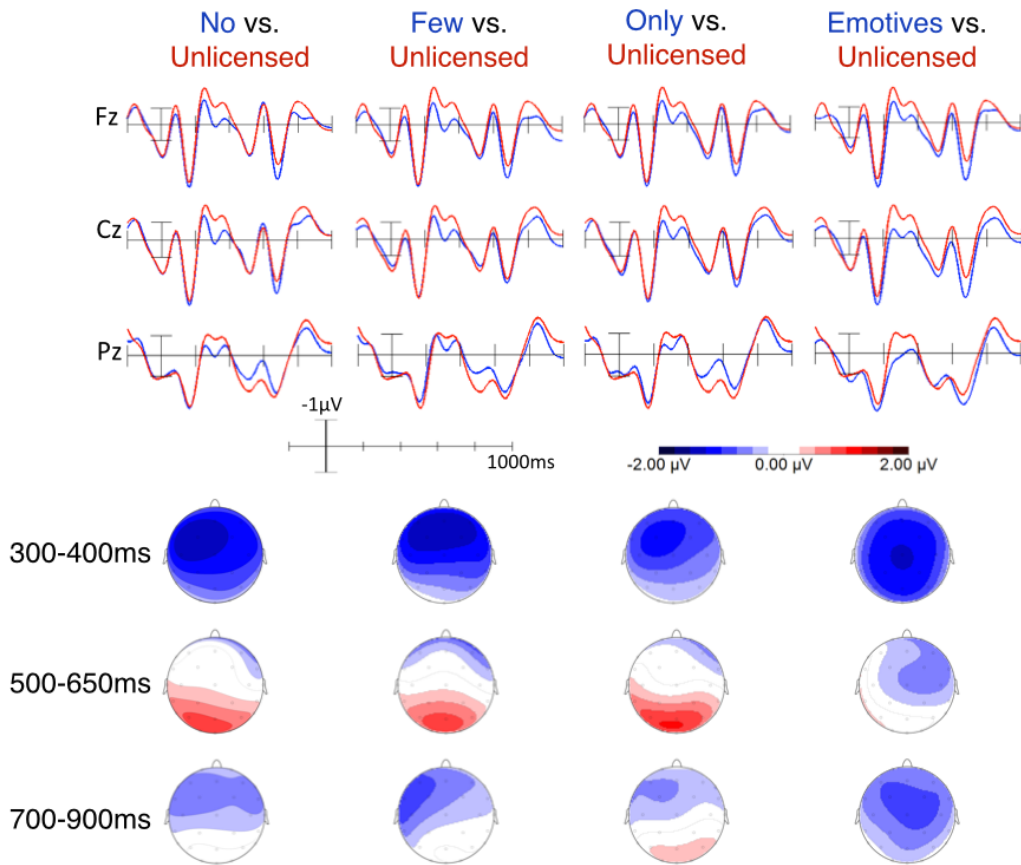 No vs. Unlicensed
Few vs. Unlicensed
Only vs. Unlicensed
Emotives vs. Unlicensed
Fz
Cz
Pz
-1µV
1000ms
-2.00 µV 0.00 µV 2.00 µV
300-400ms
500-650ms
700-900ms